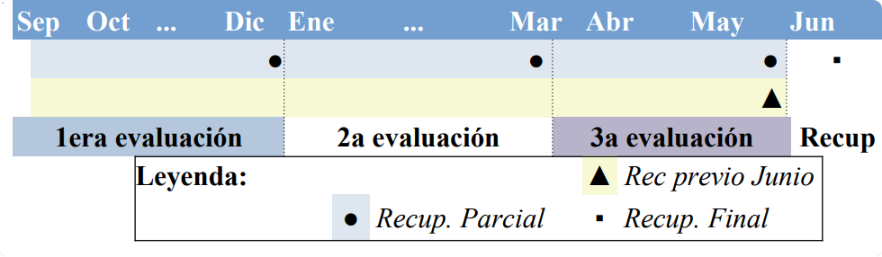 Sep Oct ... Dic Ene ... Mar Abr May Jun
1era evaluación 2a evaluación 3a evaluación Recup
Leyenda: ▲ Rec previo Junio
● Recup. Parcial ▪ Recup. Final